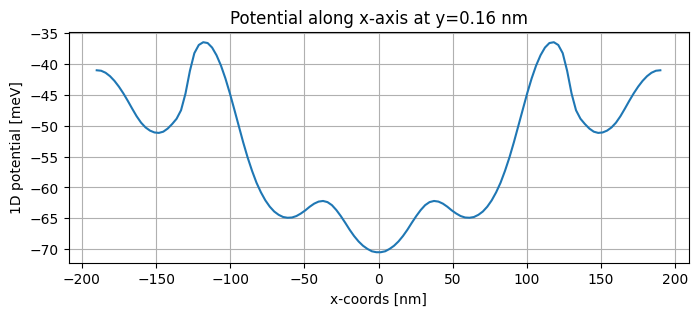 Potential along x-axis at y=0.16 nm
1D potential [meV]
−35
−40
−45
−50
−55
−60
−65
−70
−200 −150 −100 −50 0 50 100 150 200
x-coords [nm]